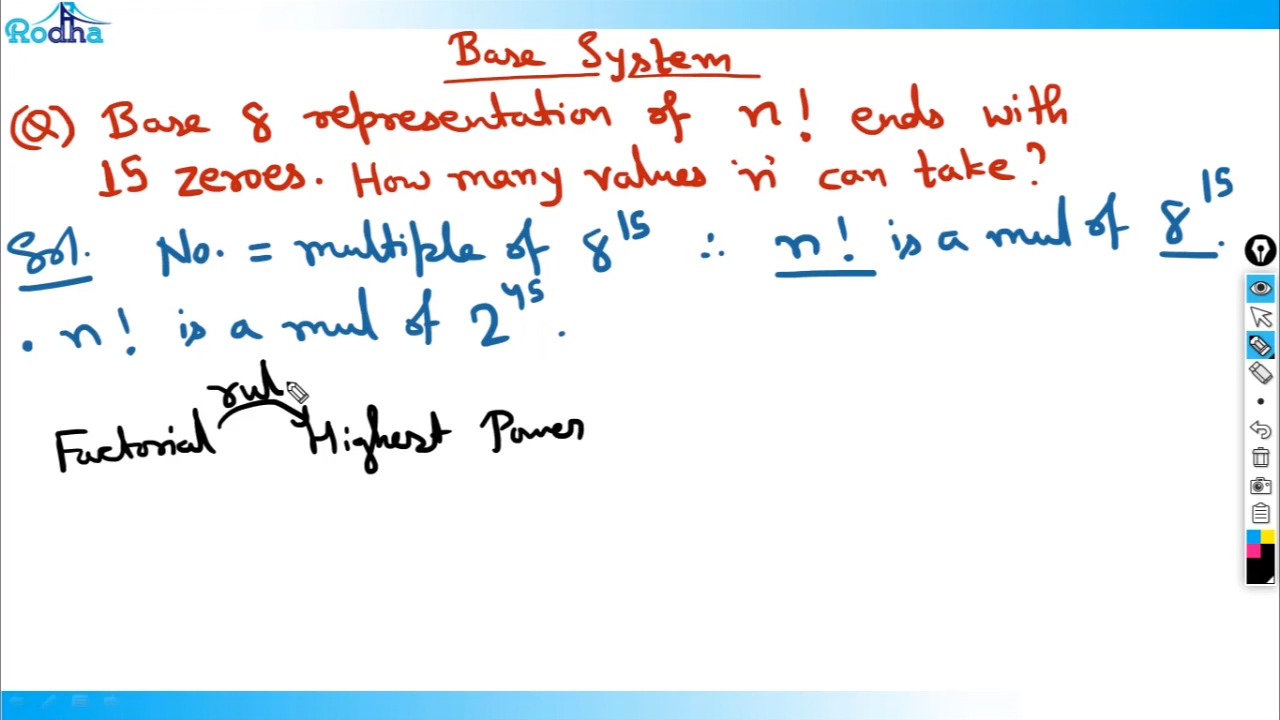 Rodha
Base System
(Q) Base 8 representation of n! ends with
15 zeroes. How many values 'n' can take?
Sol. No. = multiple of 8^15 ∴ n! is a mul of 8^15.
• n! is a mul of 2^45.
rul
Factorial Highest Power